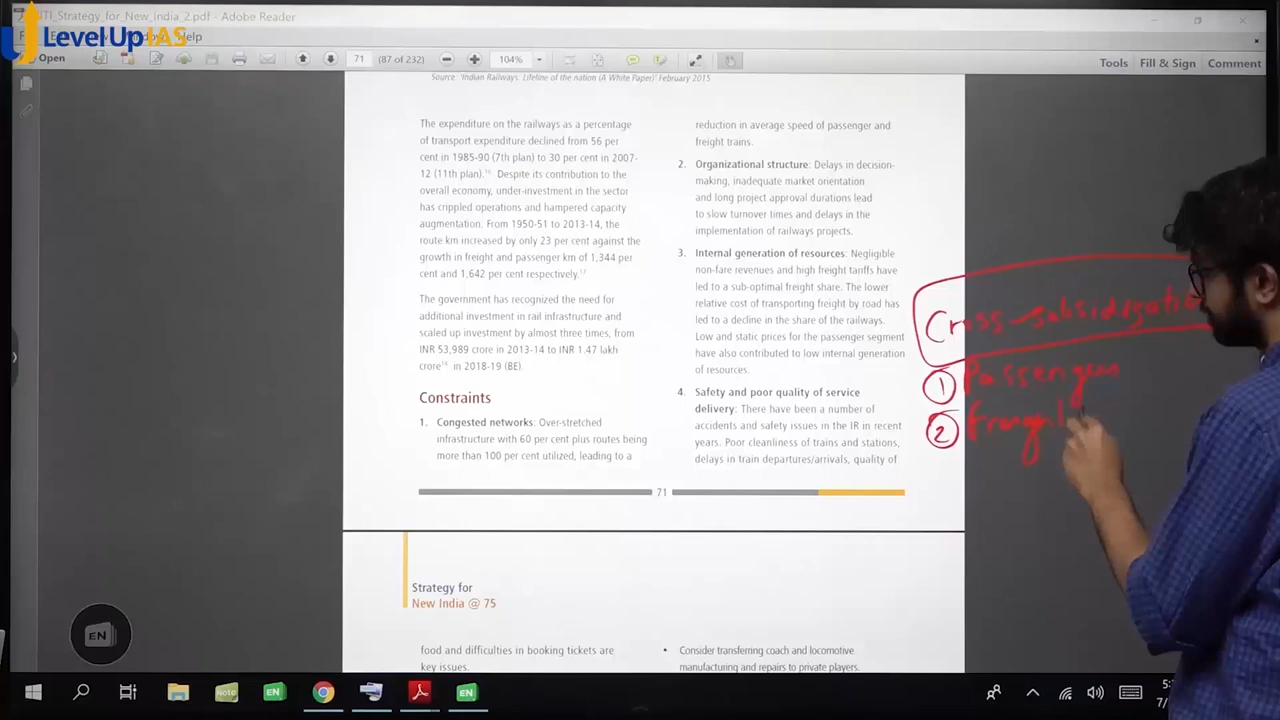 ITI_Strategy_for_New_India_2.pdf - Adobe Reader
LevelUpIAS
Help
Open
71
(87 of 232)
104%
Tools
Fill & Sign
Comment
Source: 'Indian Railways: Lifeline of the nation (A White Paper)' February 2015
The expenditure on the railways as a percentage
of transport expenditure declined from 56 per
cent in 1985-90 (7th plan) to 30 per cent in 2007-
12 (11th plan).16 Despite its contribution to the
overall economy, under-investment in the sector
has crippled operations and hampered capacity
augmentation. From 1950-51 to 2013-14, the
route km increased by only 23 per cent against the
growth in freight and passenger km of 1,344 per
cent and 1,642 per cent respectively.17
The government has recognized the need for
additional investment in rail infrastructure and
scaled up investment by almost three times, from
INR 53,989 crore in 2013-14 to INR 1.47 lakh
crore18 in 2018-19 (BE).
Constraints
1. Congested networks: Over-stretched
infrastructure with 60 per cent plus routes being
more than 100 per cent utilized, leading to a
reduction in average speed of passenger and
freight trains.
2. Organizational structure: Delays in decision-
making, inadequate market orientation
and long project approval durations lead
to slow turnover times and delays in the
implementation of railways projects.
3. Internal generation of resources: Negligible
non-fare revenues and high freight tariffs have
led to a sub-optimal freight share. The lower
relative cost of transporting freight by road has
led to a decline in the share of the railways.
Low and static prices for the passenger segment
have also contributed to low internal generation
of resources.
4. Safety and poor quality of service
delivery: There have been a number of
accidents and safety issues in the IR in recent
years. Poor cleanliness of trains and stations,
delays in train departures/arrivals, quality of
71
Cross-subsidizatio
1 Passengers
2
Strategy for
New India @ 75
food and difficulties in booking tickets are
key issues.
• Consider transferring coach and locomotive
manufacturing and repairs to private players.
EN
Note
EN
EN
5:
7/